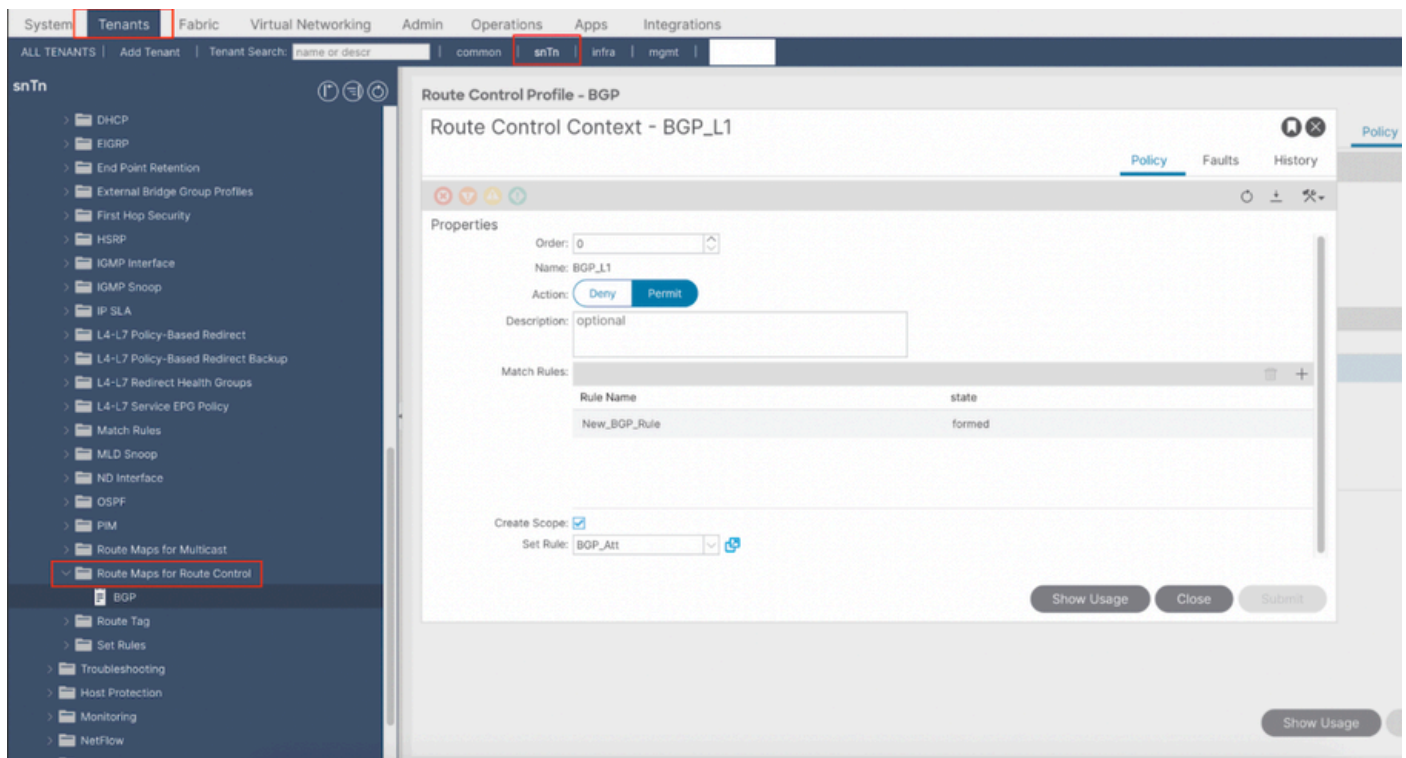 System Tenants Fabric Virtual Networking Admin Operations Apps Integrations
ALL TENANTS | Add Tenant | Tenant Search: name or descr | common | snTn | infra | mgmt |
snTn
DHCP
EIGRP
End Point Retention
External Bridge Group Profiles
First Hop Security
HSRP
IGMP Interface
IGMP Snoop
IP SLA
L4-L7 Policy-Based Redirect
L4-L7 Policy-Based Redirect Backup
L4-L7 Redirect Health Groups
L4-L7 Service EPG Policy
Match Rules
MLD Snoop
ND Interface
OSPF
PIM
Route Maps for Multicast
Route Maps for Route Control
BGP
Route Tag
Set Rules
Troubleshooting
Host Protection
Monitoring
NetFlow
Route Control Profile - BGP
Route Control Context - BGP_L1
Policy
Policy Faults History
Properties
Order: 0
Name: BGP_L1
Action: Deny Permit
Description: optional
Match Rules:
Rule Name state
New_BGP_Rule formed
Create Scope:
Set Rule: BGP_Att
Show Usage Close Submit
Show Usage